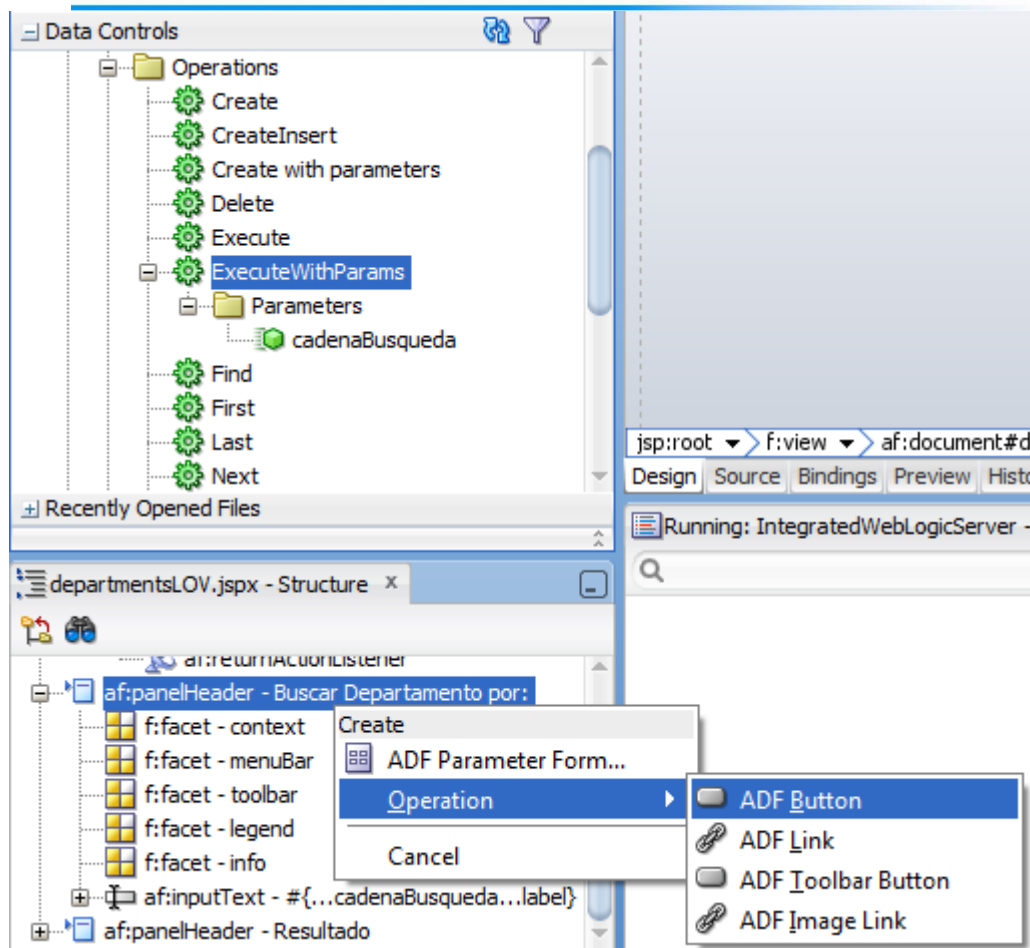 Data Controls
Operations
Create
CreateInsert
Create with parameters
Delete
Execute
ExecuteWithParams
Parameters
cadenaBusqueda
Find
First
Last
Next
Recently Opened Files
jsp:root f:view af:document#d
Design Source Bindings Preview Histo
Running: IntegratedWebLogicServer -
departmentsLOV.jspx - Structure x
af:returnActionListener
af:panelHeader - Buscar Departamento por:
f:facet - context
f:facet - menuBar
f:facet - toolbar
f:facet - legend
f:facet - info
af:inputText - #{...cadenaBusqueda...label}
af:panelHeader - Resultado
Create
ADF Parameter Form...
Operation
Cancel
ADF Button
ADF Link
ADF Toolbar Button
ADF Image Link